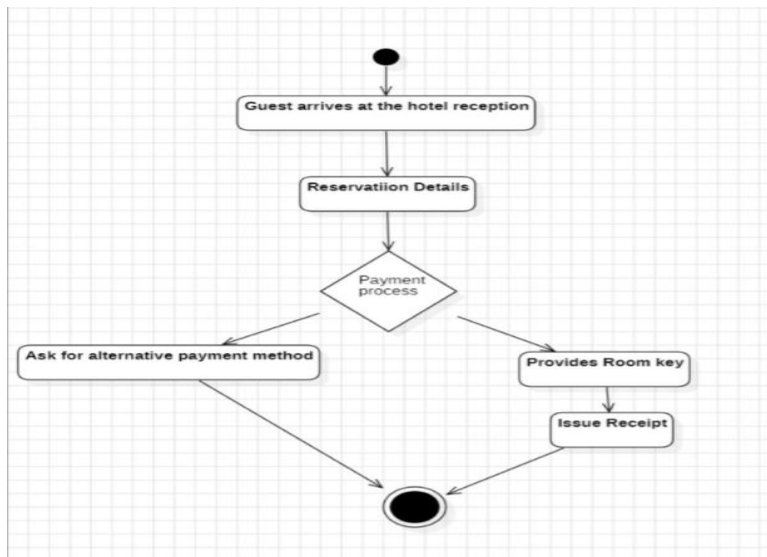 Guest arrives at the hotel reception
Reservatiion Details
Payment
process
Ask for alternative payment method
Provides Room key
Issue Receipt